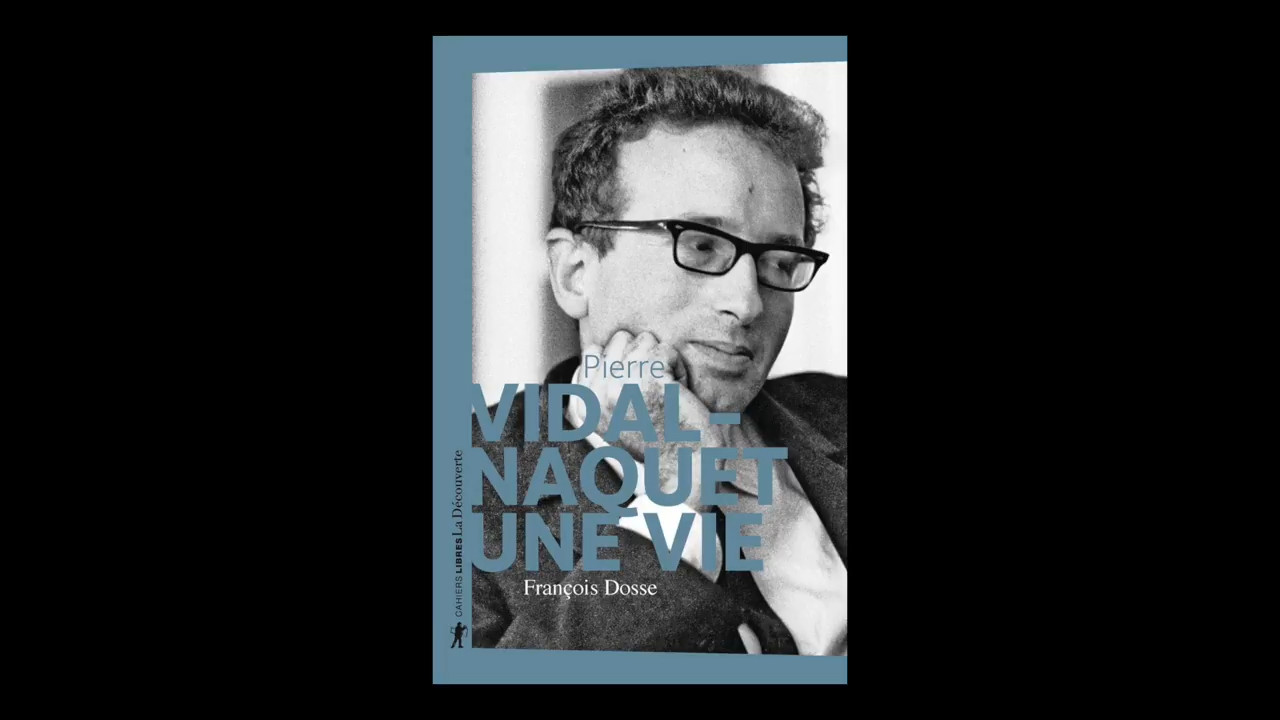 Pierre
VIDAL-
NAQUET
UNE VIE
François Dosse
CAHIERS LIBRES La Découverte